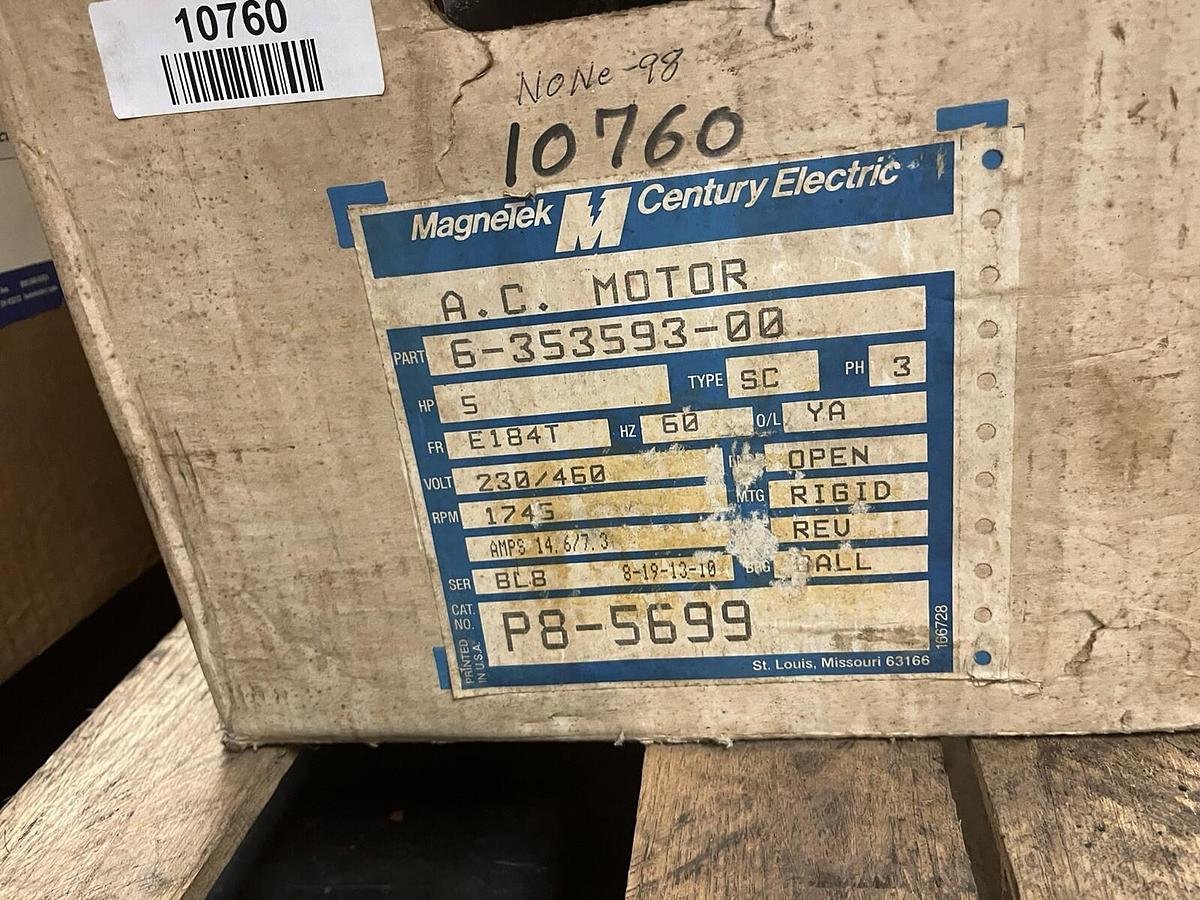 10760
NONe-98
10760
MagneTek M Century Electric
A.C. MOTOR
PART 6-353593-00
HP 5 TYPE SC PH 3
FR E184T HZ 60 O/L YA
VOLT 230/460 OPEN
RPM 1745 MTG RIGID
AMPS 14.6/7.3 REV
SER BL8 8-19-13-10 BRG BALL
CAT. NO. P8-5699
PRINTED IN U.S.A.
166728
St. Louis, Missouri 63166